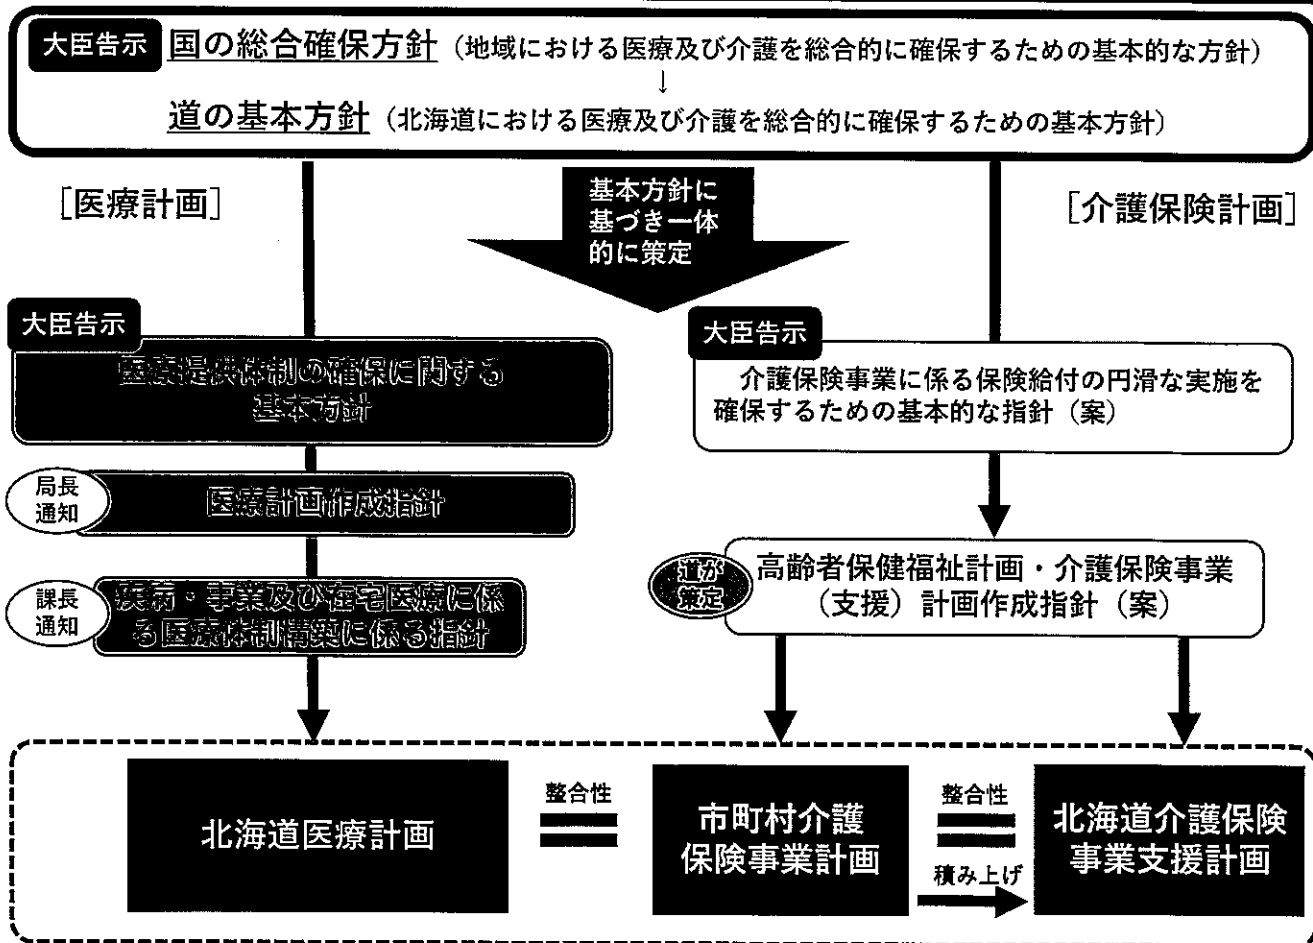 大臣告示 国の総合確保方針(地域における医療及び介護を総合的に確保するための基本的な方針)
↓
道の基本方針(北海道における医療及び介護を総合的に確保するための基本方針)
[医療計画]
基本方針に
基づき一体
的に策定
[介護保険計画]
大臣告示
医療提供体制の確保に関する
基本方針
局長
通知
医療計画作成指針
課長
通知
疾病・事業及び在宅医療に係
る医療体制構築に係る指針
大臣告示
介護保険事業に係る保険給付の円滑な実施を
確保するための基本的な指針(案)
道が
策定
高齢者保健福祉計画・介護保険事業
(支援)計画作成指針(案)
北海道医療計画
整合性
市町村介護
保険事業計画
整合性
積み上げ
北海道介護保険
事業支援計画